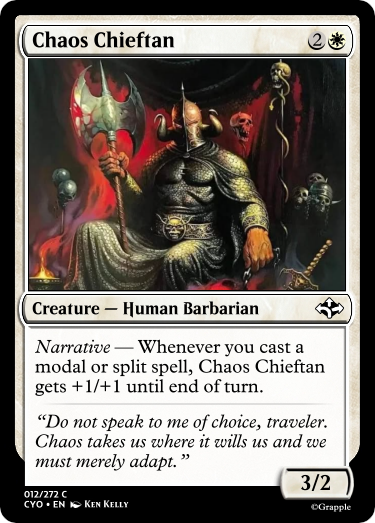 Chaos Chieftan 2
Creature — Human Barbarian
Narrative — Whenever you cast a
modal or split spell, Chaos Chieftan
gets +1/+1 until end of turn.
“Do not speak to me of choice, traveler.
Chaos takes us where it wills us and we
must merely adapt.”
3/2
012/272 C
CYO • EN Ken Kelly
©Grapple